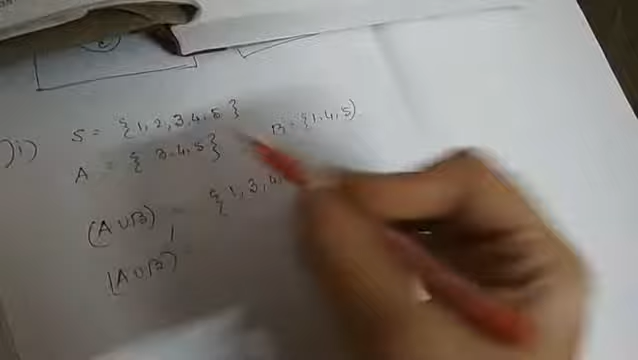 i) S = {1, 2, 3, 4, 5}
A = {3, 4, 5} B = {1, 4, 5}
(A∪B) = {1, 3, 4,
(A∪B)'